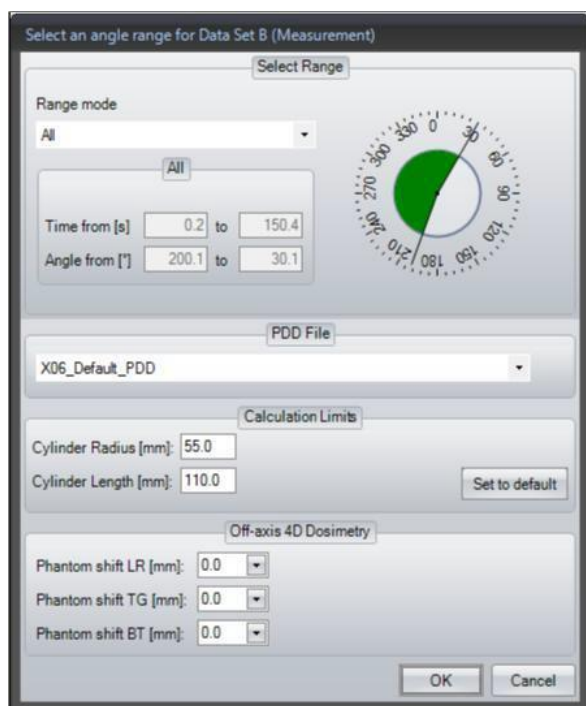 Select an angle range for Data Set B (Measurement)
Select Range
Range mode
All
All
Time from [s] 0.2 to 150.4
Angle from [°] 200.1 to 30.1
0
30
60
90
120
150
180
210
240
270
300
330
PDD File
X06_Default_PDD
Calculation Limits
Cylinder Radius [mm]: 55.0
Cylinder Length [mm]: 110.0
Set to default
Off-axis 4D Dosimetry
Phantom shift LR [mm]: 0.0
Phantom shift TG [mm]: 0.0
Phantom shift BT [mm]: 0.0
OK Cancel